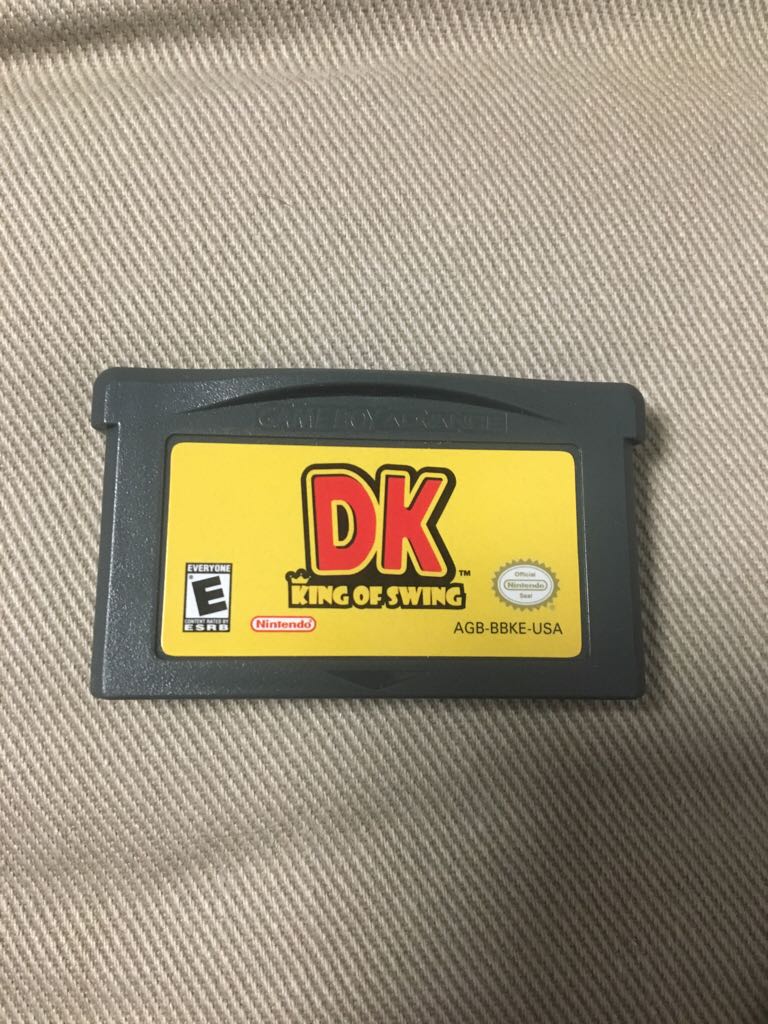 GAME BOY ADVANCE
DK
™
KING OF SWING
EVERYONE
E
CONTENT RATED BY
ESRB
Nintendo
Official
Nintendo
Seal
AGB-BBKE-USA